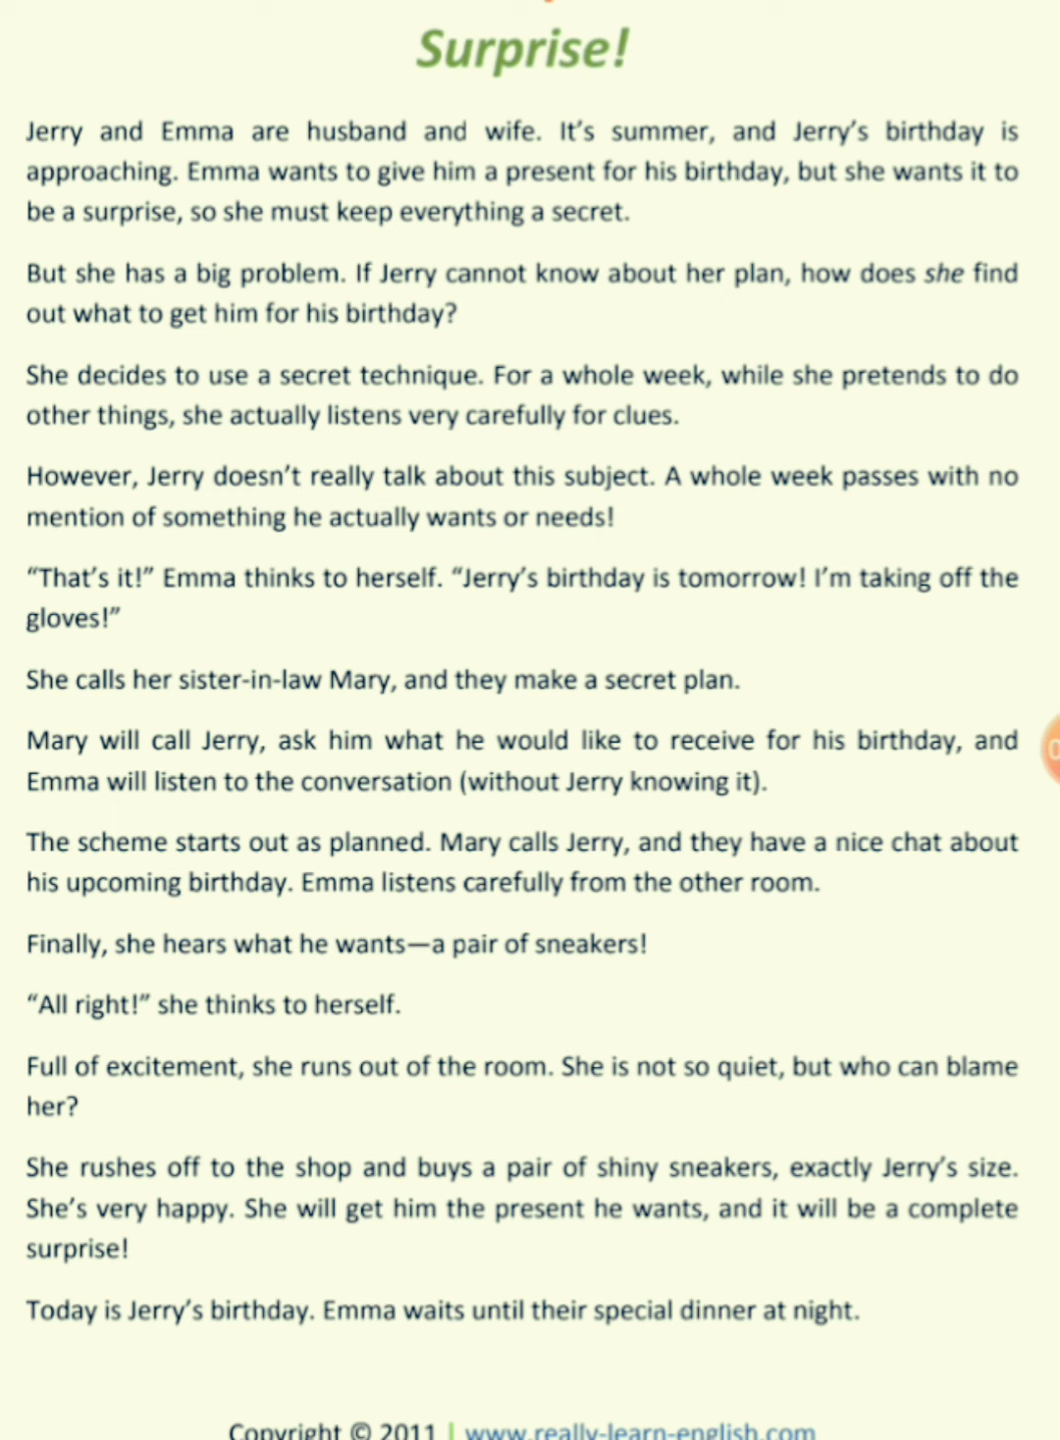 Surprise!
Jerry and Emma are husband and wife. It’s summer, and Jerry’s birthday is
approaching. Emma wants to give him a present for his birthday, but she wants it to
be a surprise, so she must keep everything a secret.
But she has a big problem. If Jerry cannot know about her plan, how does she find
out what to get him for his birthday?
She decides to use a secret technique. For a whole week, while she pretends to do
other things, she actually listens very carefully for clues.
However, Jerry doesn’t really talk about this subject. A whole week passes with no
mention of something he actually wants or needs!
“That’s it!” Emma thinks to herself. “Jerry’s birthday is tomorrow! I’m taking off the
gloves!”
She calls her sister-in-law Mary, and they make a secret plan.
Mary will call Jerry, ask him what he would like to receive for his birthday, and
Emma will listen to the conversation (without Jerry knowing it).
The scheme starts out as planned. Mary calls Jerry, and they have a nice chat about
his upcoming birthday. Emma listens carefully from the other room.
Finally, she hears what he wants—a pair of sneakers!
“All right!” she thinks to herself.
Full of excitement, she runs out of the room. She is not so quiet, but who can blame
her?
She rushes off to the shop and buys a pair of shiny sneakers, exactly Jerry’s size.
She’s very happy. She will get him the present he wants, and it will be a complete
surprise!
Today is Jerry’s birthday. Emma waits until their special dinner at night.
Copyright © 2011 | www.really-learn-english.com